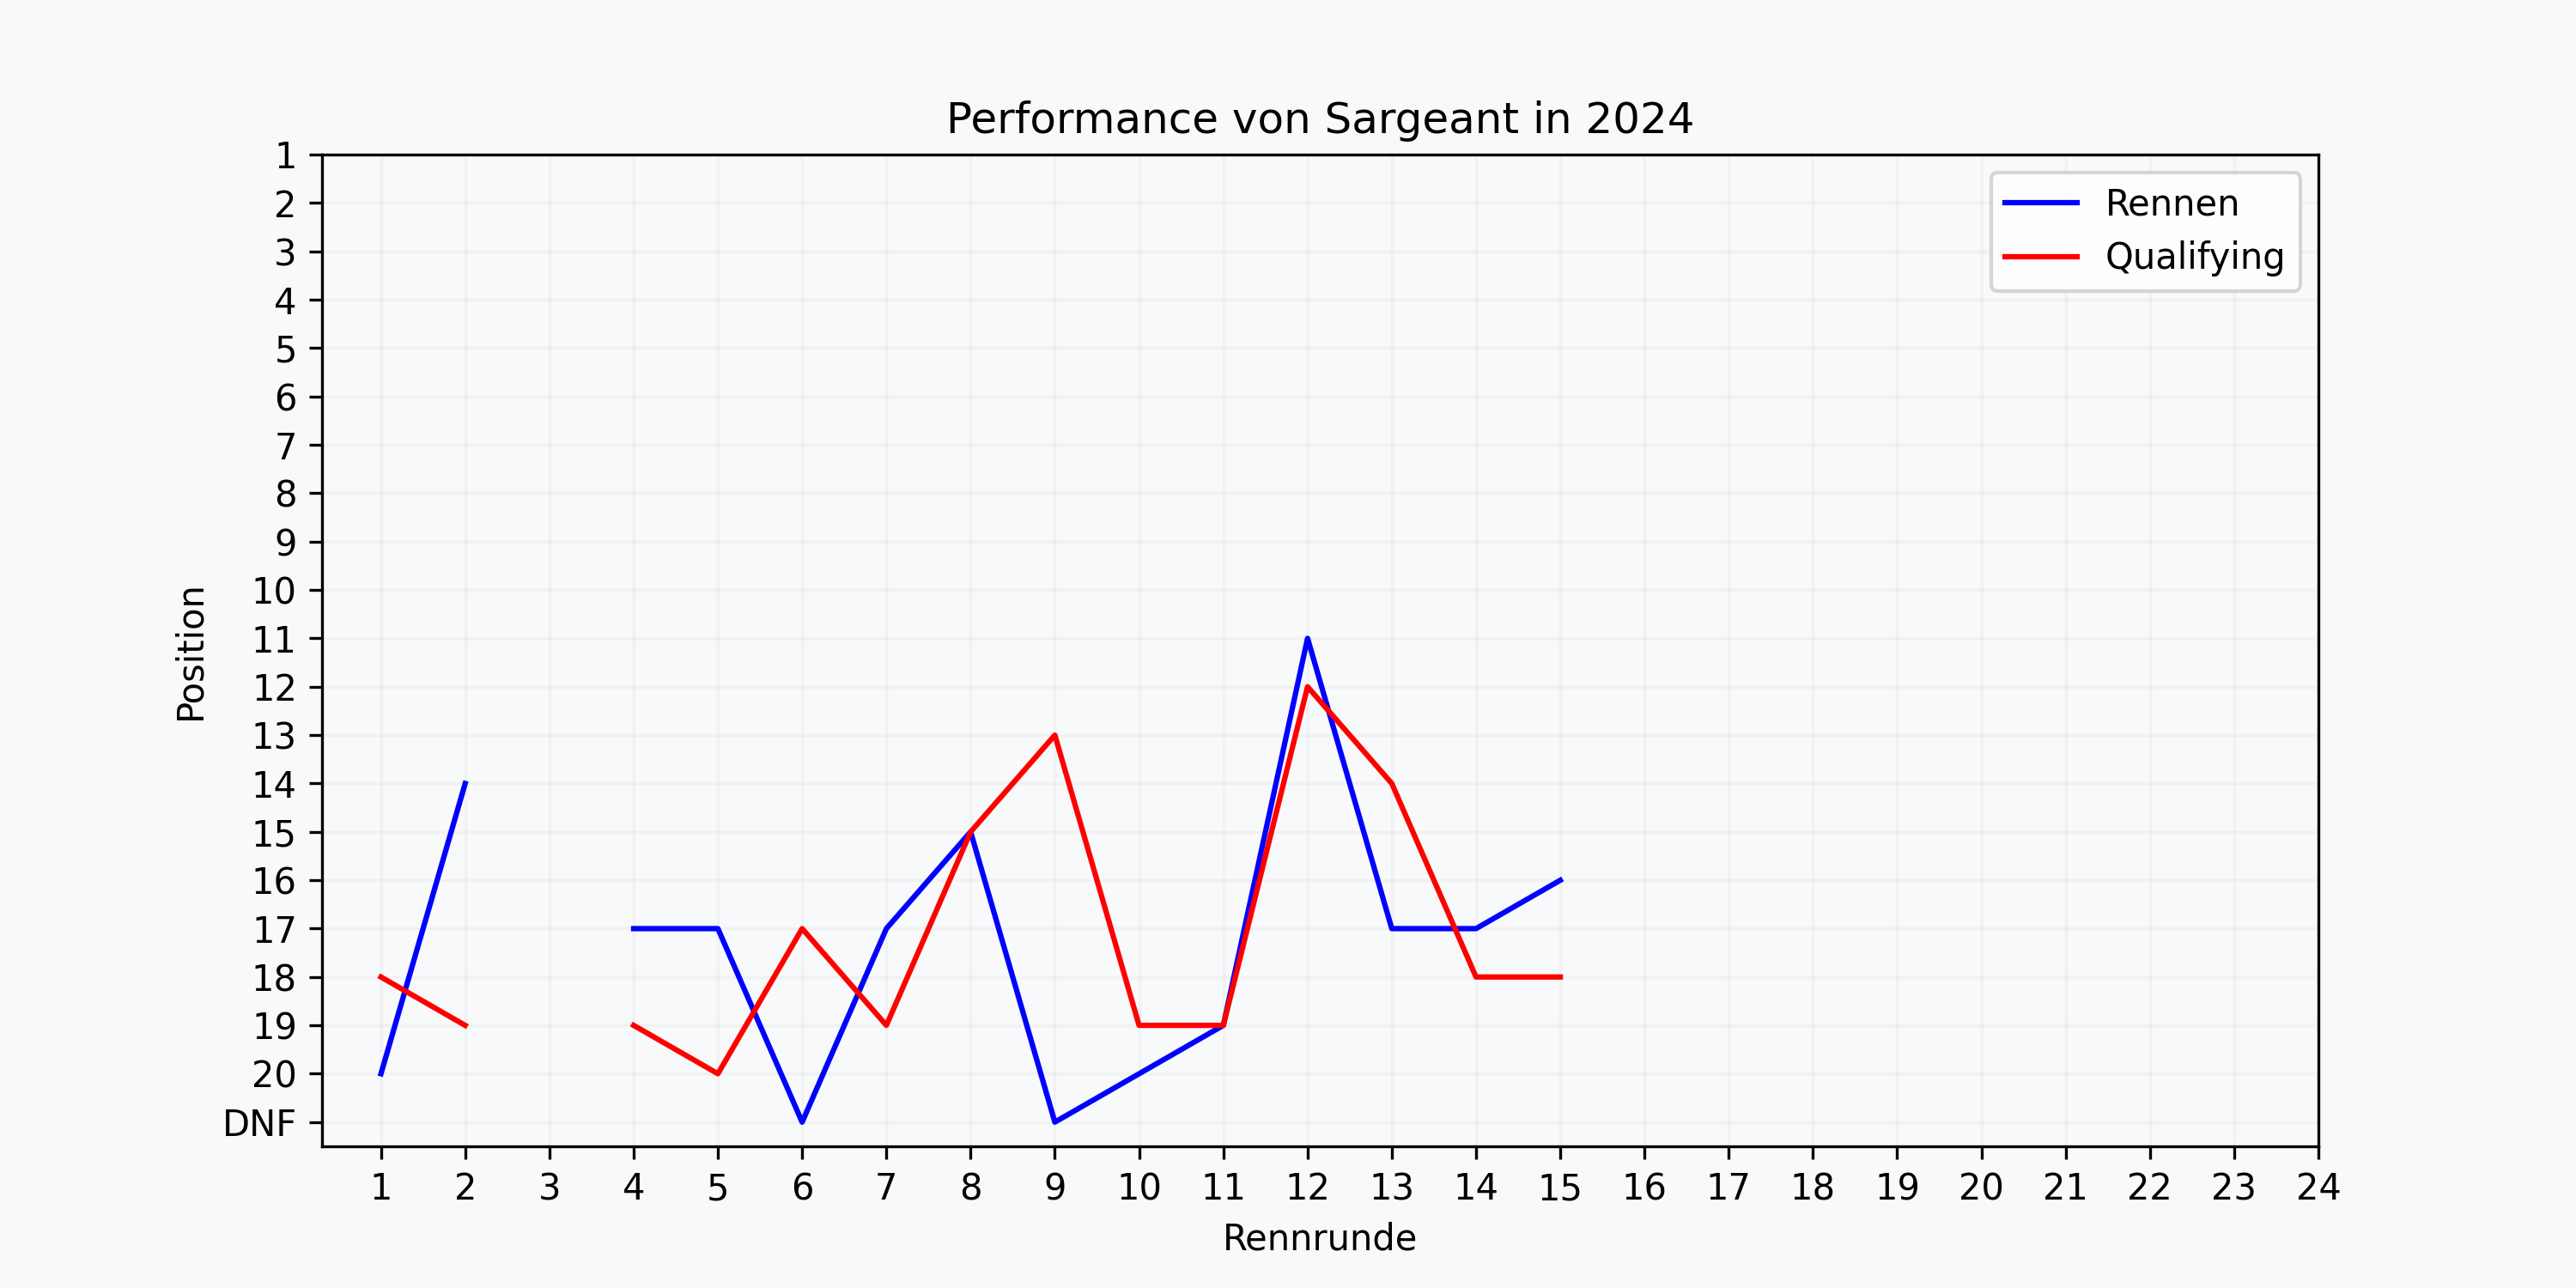 Performance von Sargeant in 2024
Rennen
Qualifying
Position
1
2
3
4
5
6
7
8
9
10
11
12
13
14
15
16
17
18
19
20
DNF
1 2 3 4 5 6 7 8 9 10 11 12 13 14 15 16 17 18 19 20 21 22 23 24
Rennrunde